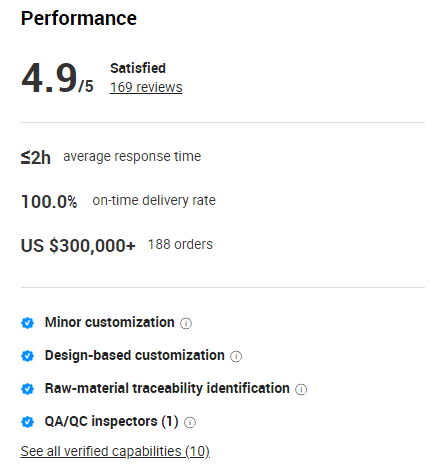 Performance
4.9/5 Satisfied
169 reviews
≤2h average response time
100.0% on-time delivery rate
US $300,000+ 188 orders
Minor customization
Design-based customization
Raw-material traceability identification
QA/QC inspectors (1)
See all verified capabilities (10)